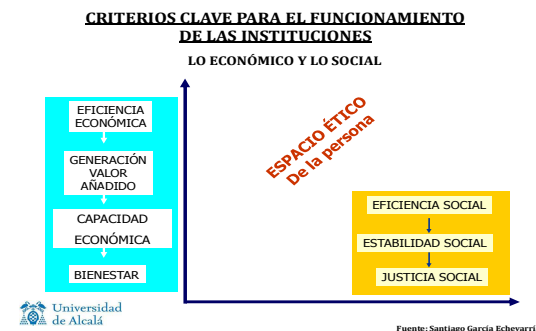 CRITERIOS CLAVE PARA EL FUNCIONAMIENTO
DE LAS INSTITUCIONES
LO ECONÓMICO Y LO SOCIAL
EFICIENCIA
ECONÓMICA
GENERACIÓN
VALOR
AÑADIDO
CAPACIDAD
ECONÓMICA
BIENESTAR
ESPACIO ÉTICO
De la persona
EFICIENCIA SOCIAL
ESTABILIDAD SOCIAL
JUSTICIA SOCIAL
Universidad
de Alcalá
Fuente: Santiago García Echevarrí